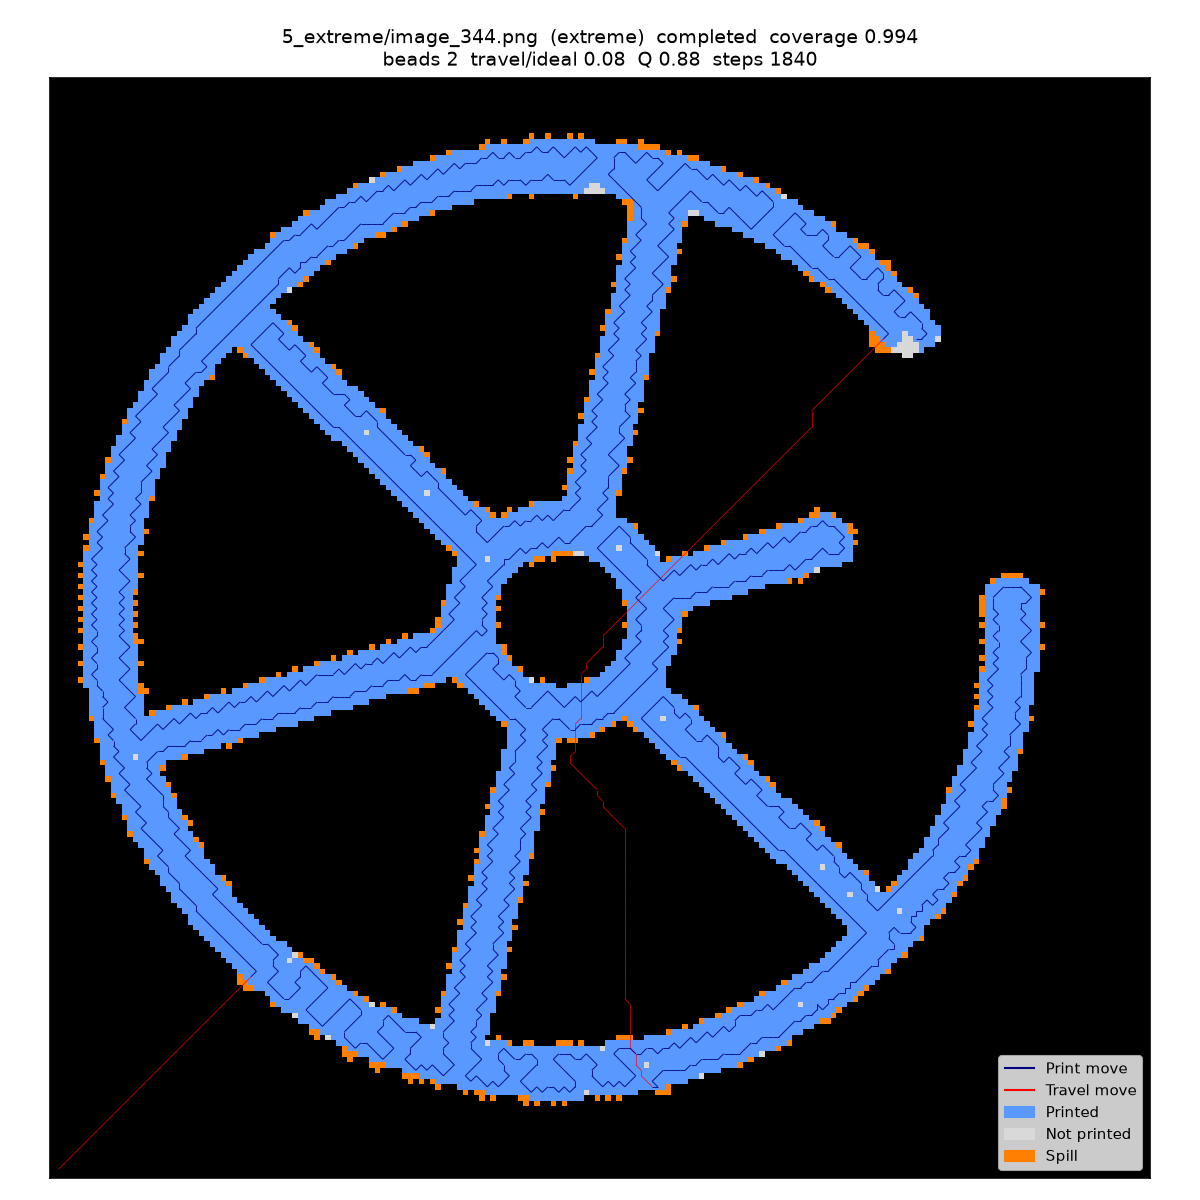 5_extreme/image_344.png  (extreme)  completed  coverage 0.994
beads 2  travel/ideal 0.08  Q 0.88  steps 1840
Print move
Travel move
Printed
Not printed
Spill